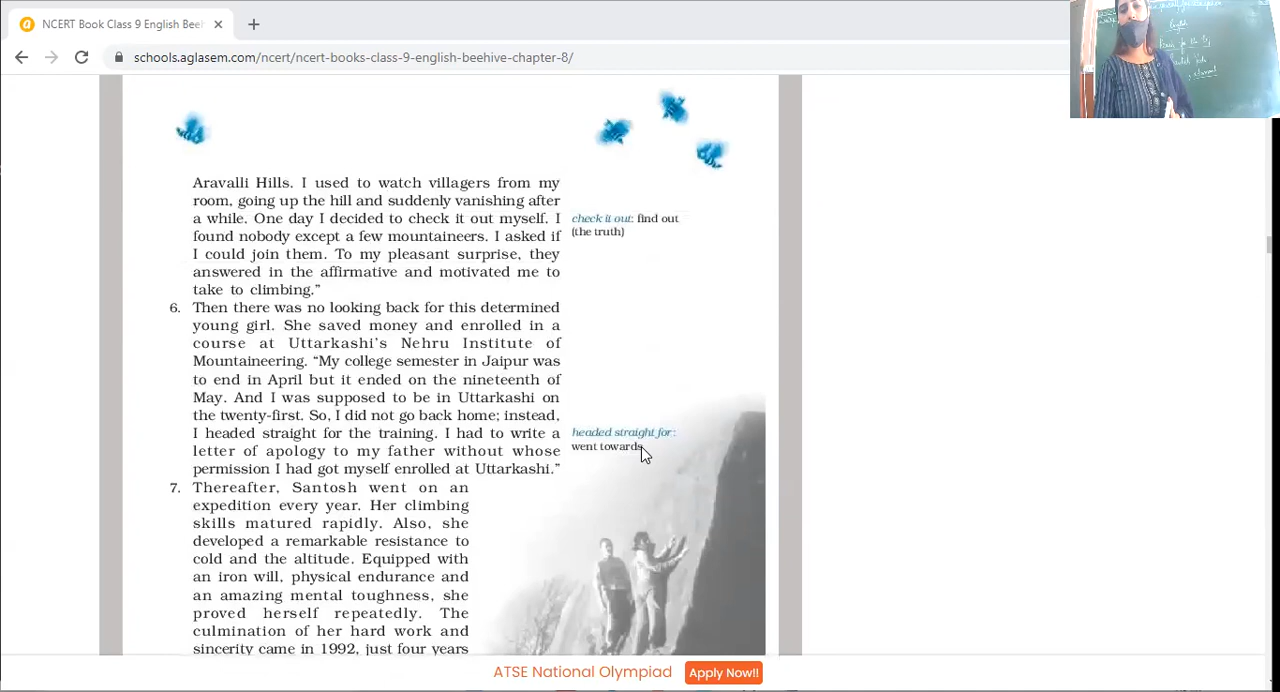 NCERT Book Class 9 English Beeh
schools.aglasem.com/ncert/ncert-books-class-9-english-beehive-chapter-8/
English
Aravalli Hills. I used to watch villagers from my
room, going up the hill and suddenly vanishing after
a while. One day I decided to check it out myself. I
found nobody except a few mountaineers. I asked if
I could join them. To my pleasant surprise, they
answered in the affirmative and motivated me to
take to climbing.”
check it out: find out
(the truth)
6. Then there was no looking back for this determined
young girl. She saved money and enrolled in a
course at Uttarkashi’s Nehru Institute of
Mountaineering. “My college semester in Jaipur was
to end in April but it ended on the nineteenth of
May. And I was supposed to be in Uttarkashi on
the twenty-first. So, I did not go back home; instead,
I headed straight for the training. I had to write a
letter of apology to my father without whose
permission I had got myself enrolled at Uttarkashi.”
headed straight for:
went towards
7. Thereafter, Santosh went on an
expedition every year. Her climbing
skills matured rapidly. Also, she
developed a remarkable resistance to
cold and the altitude. Equipped with
an iron will, physical endurance and
an amazing mental toughness, she
proved herself repeatedly. The
culmination of her hard work and
sincerity came in 1992, just four years
ATSE National Olympiad
Apply Now!!